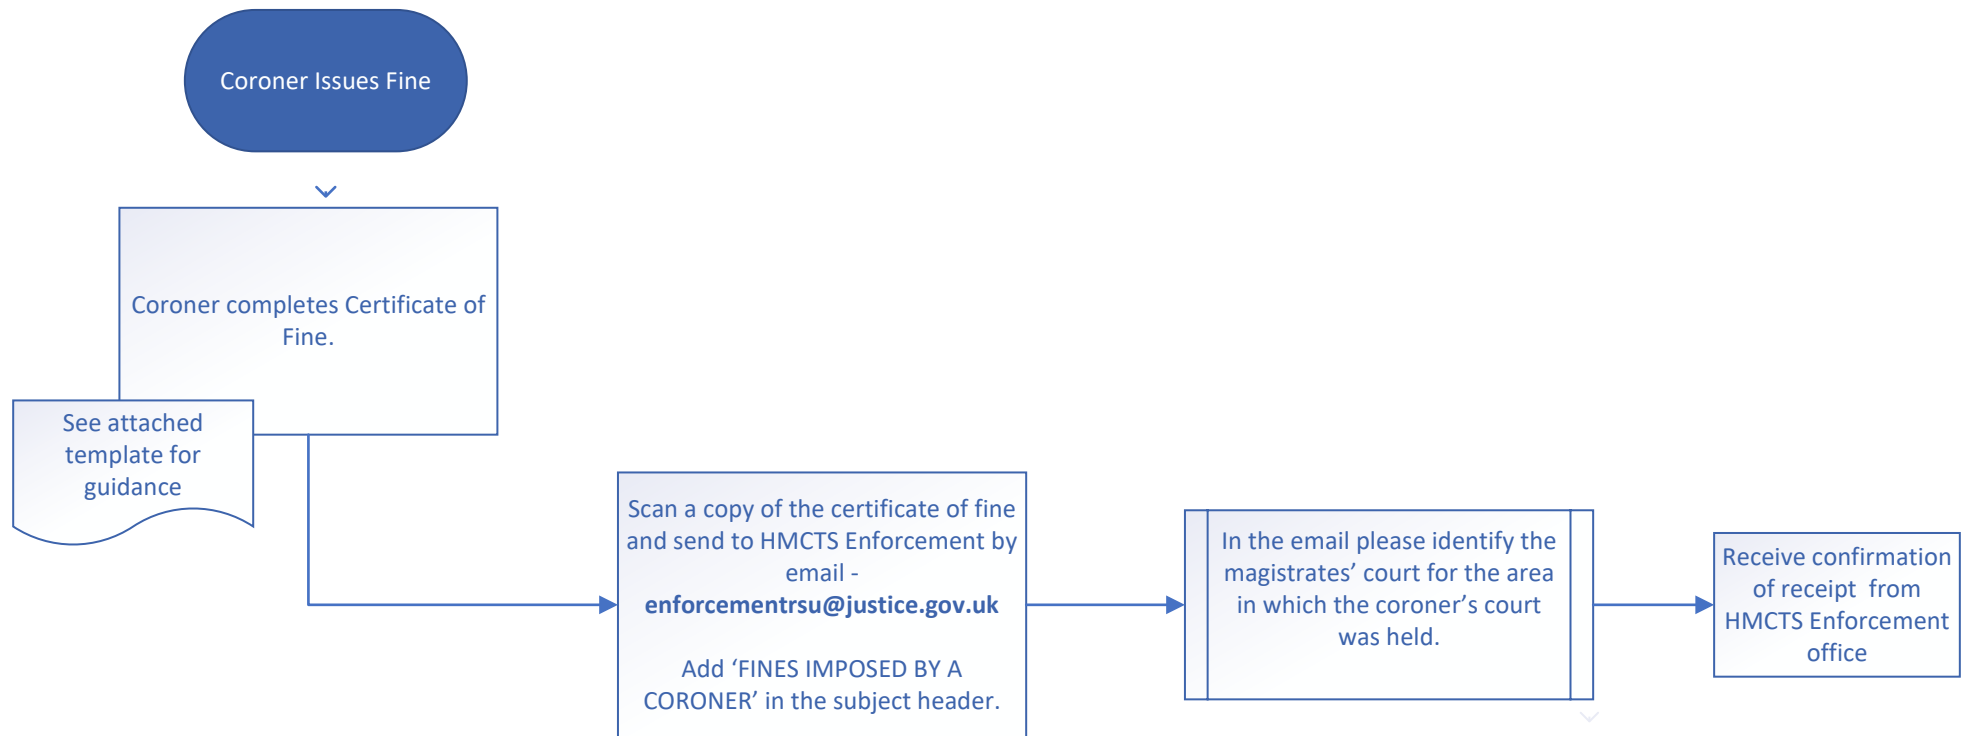 Coroner Issues Fine
Coroner completes Certificate of
Fine.
See attached
template for
guidance
Scan a copy of the certificate of fine
and send to HMCTS Enforcement by
email -
enforcementrsu@justice.gov.uk
Add ‘FINES IMPOSED BY A
CORONER’ in the subject header.
In the email please identify the
magistrates’ court for the area
in which the coroner’s court
was held.
Receive confirmation
of receipt from
HMCTS Enforcement
office